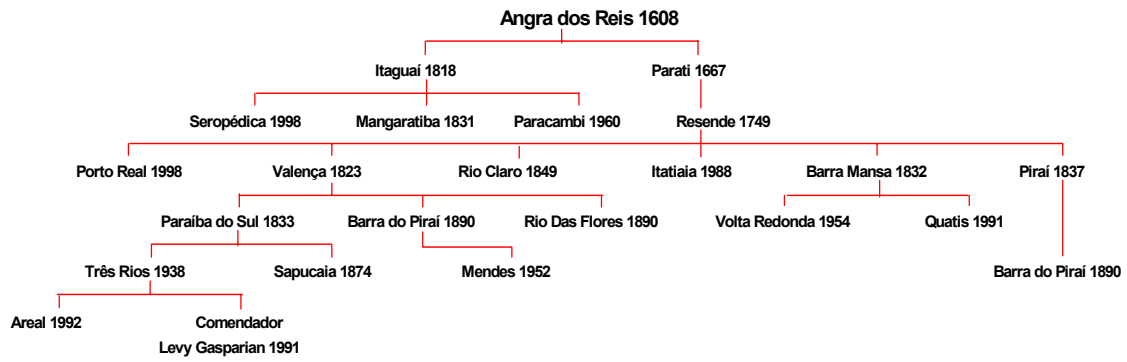 Angra dos Reis 1608
Itaguaí 1818
Parati 1667
Seropédica 1998
Mangaratiba 1831
Paracambi 1960
Resende 1749
Porto Real 1998
Valença 1823
Rio Claro 1849
Itatiaia 1988
Barra Mansa 1832
Piraí 1837
Paraíba do Sul 1833
Barra do Piraí 1890
Rio Das Flores 1890
Volta Redonda 1954
Quatis 1991
Três Rios 1938
Sapucaia 1874
Mendes 1952
Barra do Piraí 1890
Areal 1992
Comendador
Levy Gasparian 1991